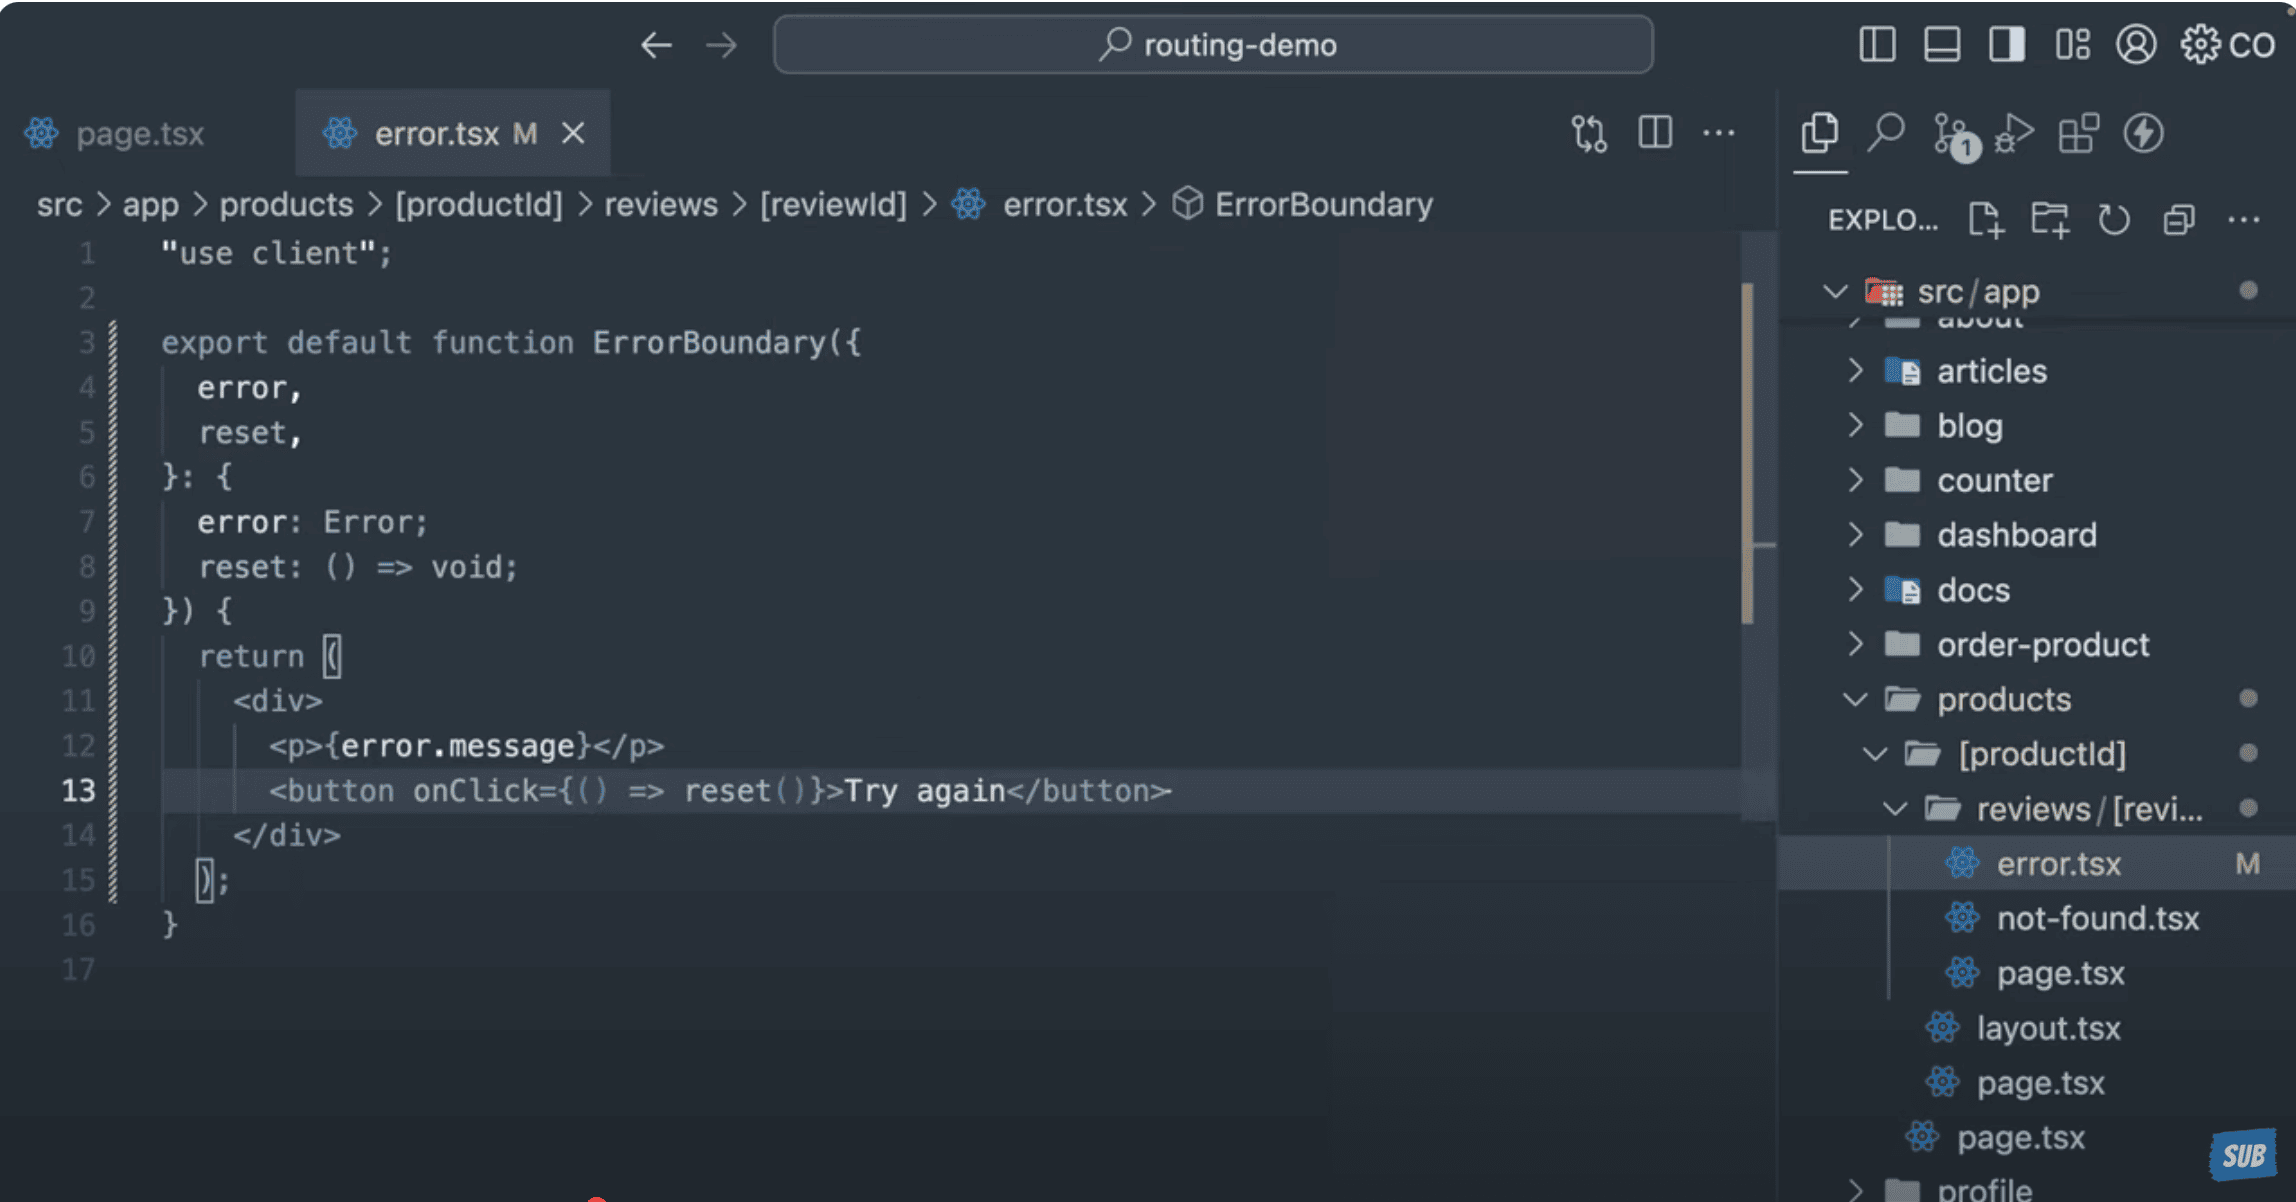 routing-demo
CO
page.tsx
error.tsx M
src > app > products > [productId] > reviews > [reviewId] > error.tsx > ErrorBoundary
1 "use client";
2
3 export default function ErrorBoundary({
4 error,
5 reset,
6 }: {
7 error: Error;
8 reset: () => void;
9 }) {
10 return (
11 <div>
12 <p>{error.message}</p>
13 <button onClick={() => reset()}>Try again</button>
14 </div>
15 );
16 }
17
1
EXPLO...
src/app
about
articles
blog
counter
dashboard
docs
order-product
products
[productId]
reviews/[revi...
error.tsx M
not-found.tsx
page.tsx
layout.tsx
page.tsx
page.tsx
profile
SUB